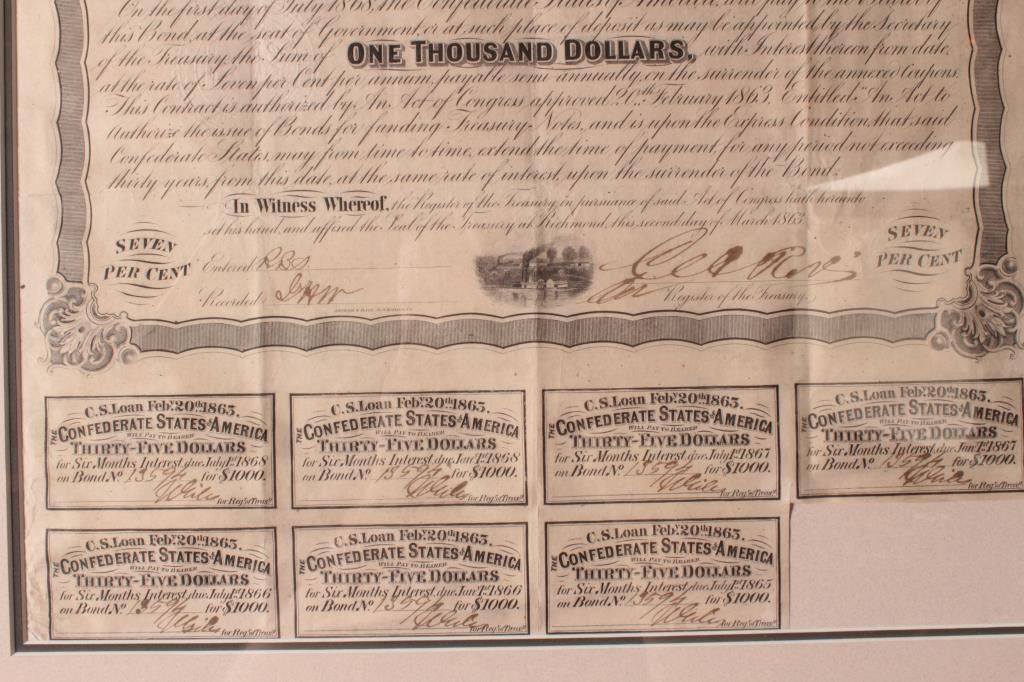 On the first day of July 1868, the Confederate States of America, will pay to the Bearer of
this Bond, at the seat of Government or at such place of deposit as may be appointed by the Secretary
of the Treasury, the Sum of ONE THOUSAND DOLLARS, with Interest thereon from date,
at the rate of Seven per Cent per annum, payable semi-annually, on the surrender of the annexed Coupons.
This Contract is authorized by An Act of Congress approved 20th February 1863, Entitled "An Act to
Authorize the issue of Bonds for funding Treasury Notes, and is upon the Express Condition that said
Confederate States, may from time to time, extend the time of payment, for any period not exceeding
thirty years, from this date, at the same rate of interest, upon the surrender of the Bond.
In Witness Whereof, the Register of the Treasury, in pursuance of said Act of Congress hath hereunto
set his hand, and affixed the Seal of the Treasury at Richmond, this second day of March 1863.
SEVEN PER CENT
SEVEN PER CENT
Entered
Recorded
Register of the Treasury.
C.S. Loan Feby. 20th 1863.
THE CONFEDERATE STATES OF AMERICA
WILL PAY TO BEARER
THIRTY-FIVE DOLLARS
for Six Months Interest, due July 1st 1868
on Bond No. for $1000.
for Reg'r of Treasy.
C.S. Loan Feby. 20th 1863.
THE CONFEDERATE STATES OF AMERICA
WILL PAY TO BEARER
THIRTY-FIVE DOLLARS
for Six Months Interest, due Jany 1st 1868
on Bond No. for $1000.
for Reg'r of Treasy.
C.S. Loan Feby. 20th 1863.
THE CONFEDERATE STATES OF AMERICA
WILL PAY TO BEARER
THIRTY-FIVE DOLLARS
for Six Months Interest, due July 1st 1867
on Bond No. for $1000.
for Reg'r of Treasy.
C.S. Loan Feby. 20th 1863.
THE CONFEDERATE STATES OF AMERICA
WILL PAY TO BEARER
THIRTY-FIVE DOLLARS
for Six Months Interest, due Jany 1st 1867
on Bond No. for $1000.
for Reg'r of Treasy.
C.S. Loan Feby. 20th 1863.
THE CONFEDERATE STATES OF AMERICA
WILL PAY TO BEARER
THIRTY-FIVE DOLLARS
for Six Months Interest, due July 1st 1866
on Bond No. for $1000.
for Reg'r of Treasy.
C.S. Loan Feby. 20th 1863.
THE CONFEDERATE STATES OF AMERICA
WILL PAY TO BEARER
THIRTY-FIVE DOLLARS
for Six Months Interest, due Jany 1st 1866
on Bond No. for $1000.
for Reg'r of Treasy.
C.S. Loan Feby. 20th 1863.
THE CONFEDERATE STATES OF AMERICA
WILL PAY TO BEARER
THIRTY-FIVE DOLLARS
for Six Months Interest, due July 1st 1865
on Bond No. for $1000.
for Reg'r of Treasy.